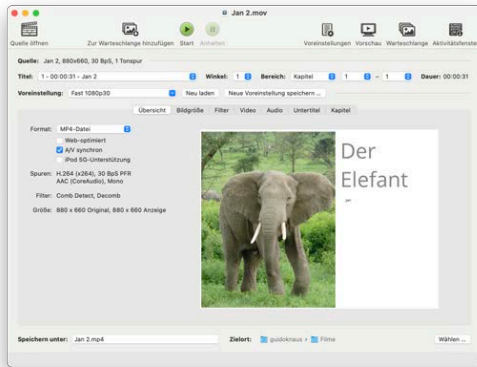 Jan 2.mov
Quelle öffnen Zur Warteschlange hinzufügen Start Anhalten Voreinstellungen Vorschau Warteschlange Aktivitätsfenste
Quelle: Jan 2, 880x660, 30 BpS, 1 Tonspur
Titel: 1 - 00:00:31 - Jan 2 Winkel: 1 Bereich: Kapitel 1 - 1 Dauer: 00:00:31
Voreinstellung: Fast 1080p30 Neu laden Neue Voreinstellung speichern ...
Übersicht Bildgröße Filter Video Audio Untertitel Kapitel
Format: MP4-Datei
Web-optimiert
A/V synchron
iPod 5G-Unterstützung
Spuren: H.264 (x264), 30 BpS PFR
AAC (CoreAudio), Mono
Filter: Comb Detect, Decomb
Größe: 880 x 660 Original, 880 x 660 Anzeige
Der
Elefant
Speichern unter: Jan 2.mp4 Zielort: guidokraus › Filme Wählen ...